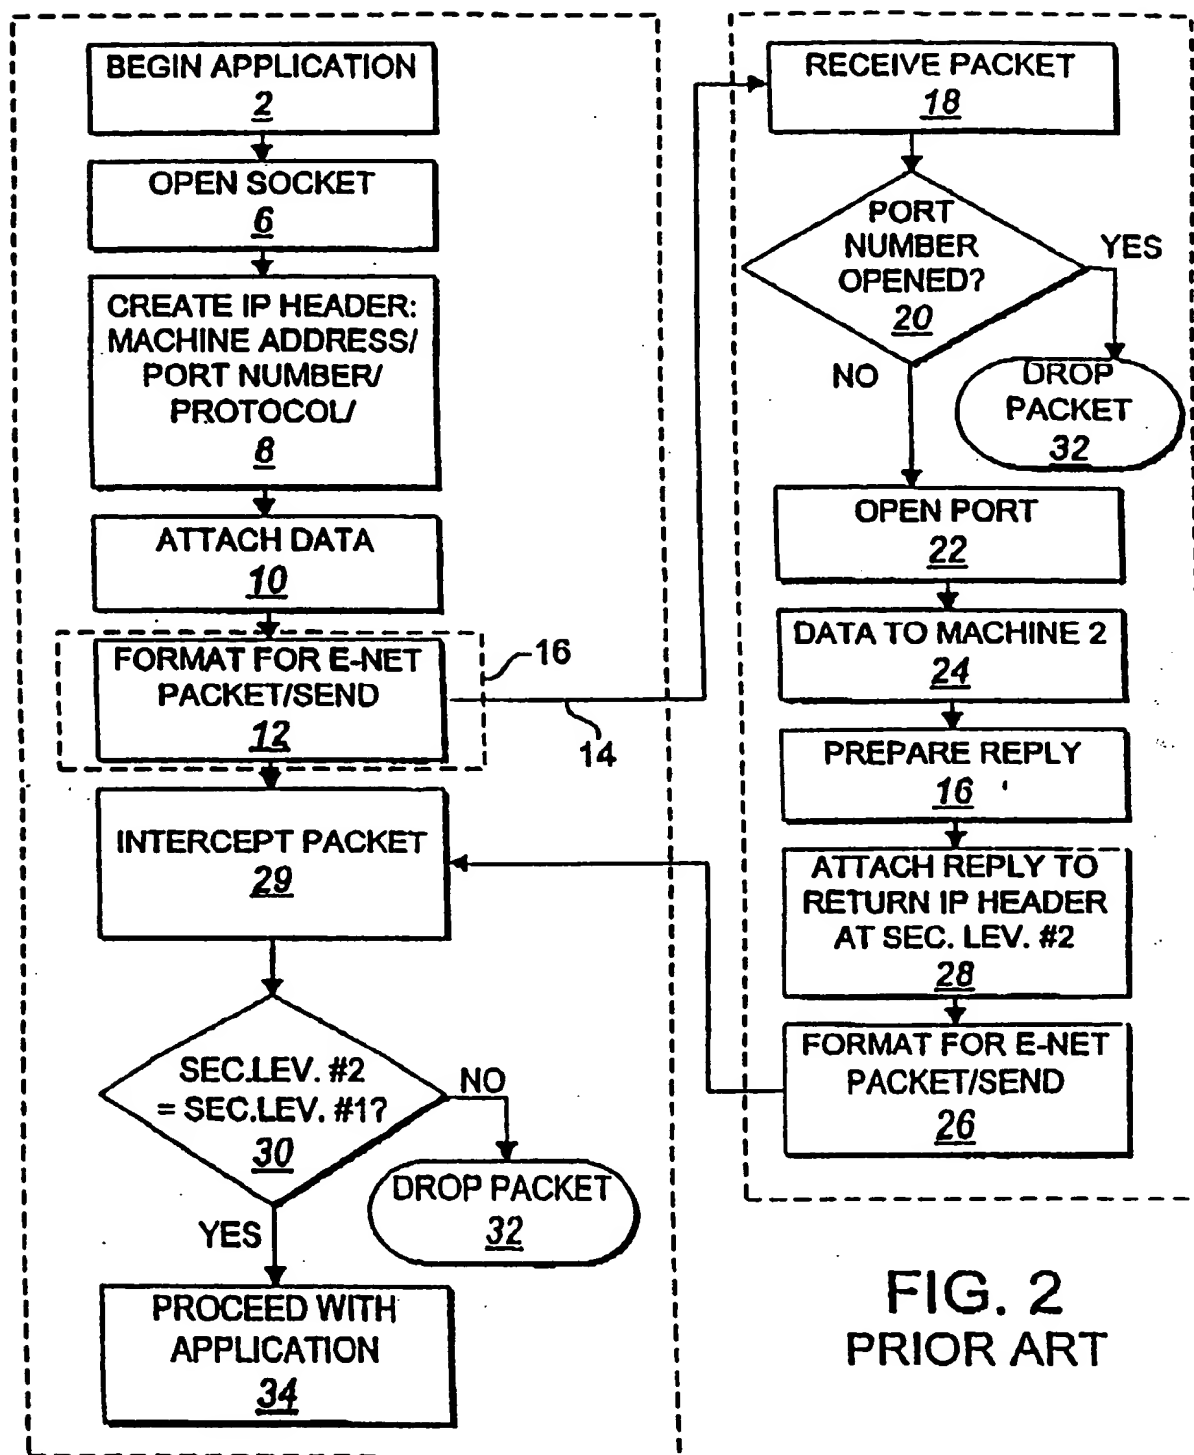 BEGIN APPLICATION
2
OPEN SOCKET
6
CREATE IP HEADER:
MACHINE ADDRESS/
PORT NUMBER/
PROTOCOL/
8
ATTACH DATA
10
FORMAT FOR E-NET
PACKET/SEND
12
16
14
INTERCEPT PACKET
29
SEC.LEV. #2
= SEC.LEV. #1?
30
NO
DROP PACKET
32
YES
PROCEED WITH
APPLICATION
34
RECEIVE PACKET
18
PORT
NUMBER
OPENED?
20
YES
DROP
PACKET
32
NO
OPEN PORT
22
DATA TO MACHINE 2
24
PREPARE REPLY
16
ATTACH REPLY TO
RETURN IP HEADER
AT SEC. LEV. #2
28
FORMAT FOR E-NET
PACKET/SEND
26
FIG. 2
PRIOR ART